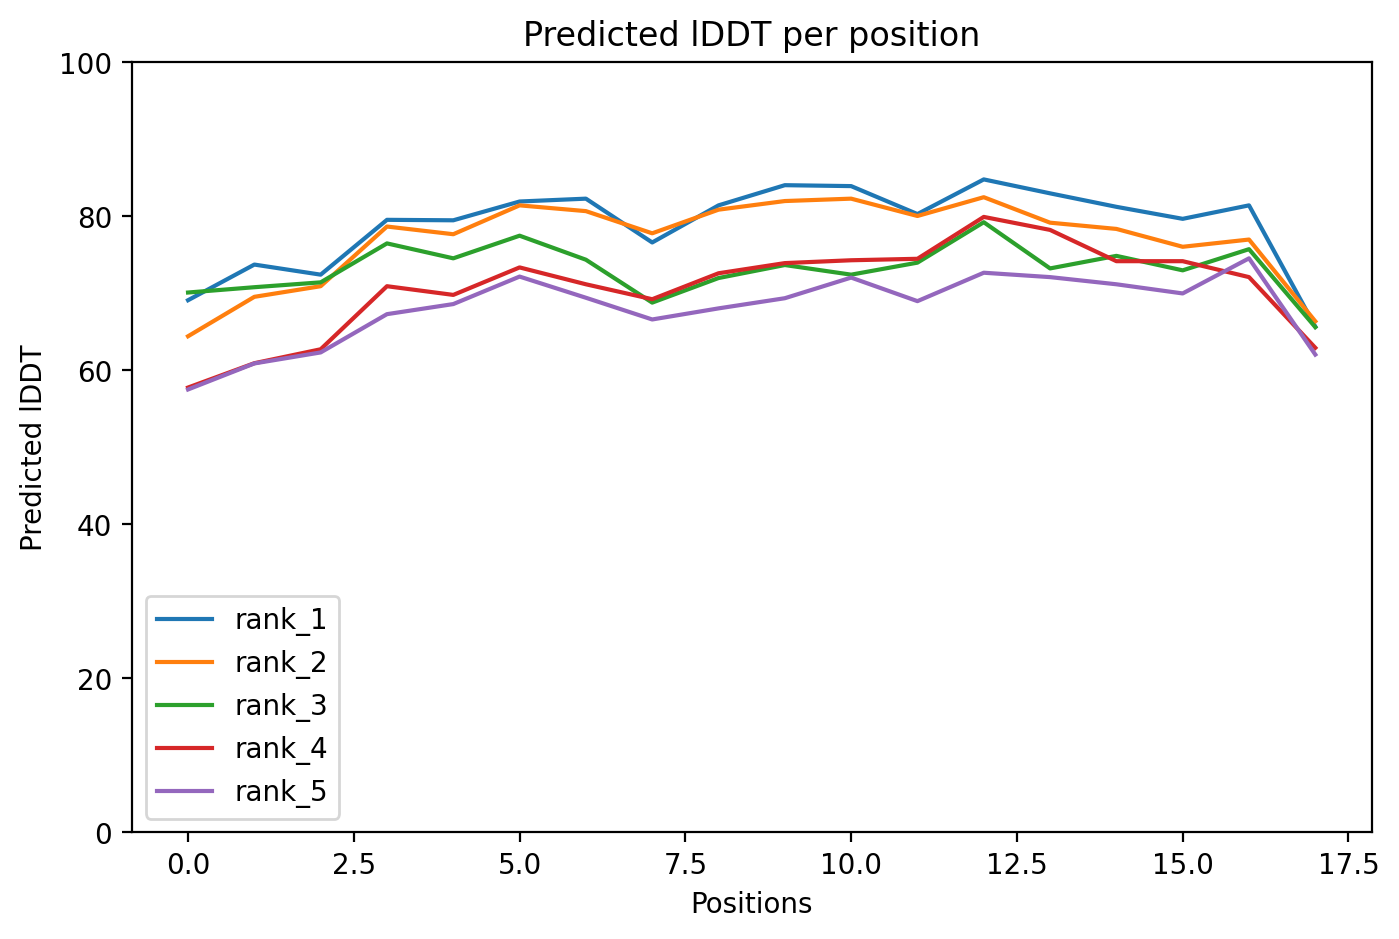 Predicted lDDT per position
100
80
60
40
20
0
Predicted lDDT
rank_1
rank_2
rank_3
rank_4
rank_5
0.0 2.5 5.0 7.5 10.0 12.5 15.0 17.5
Positions